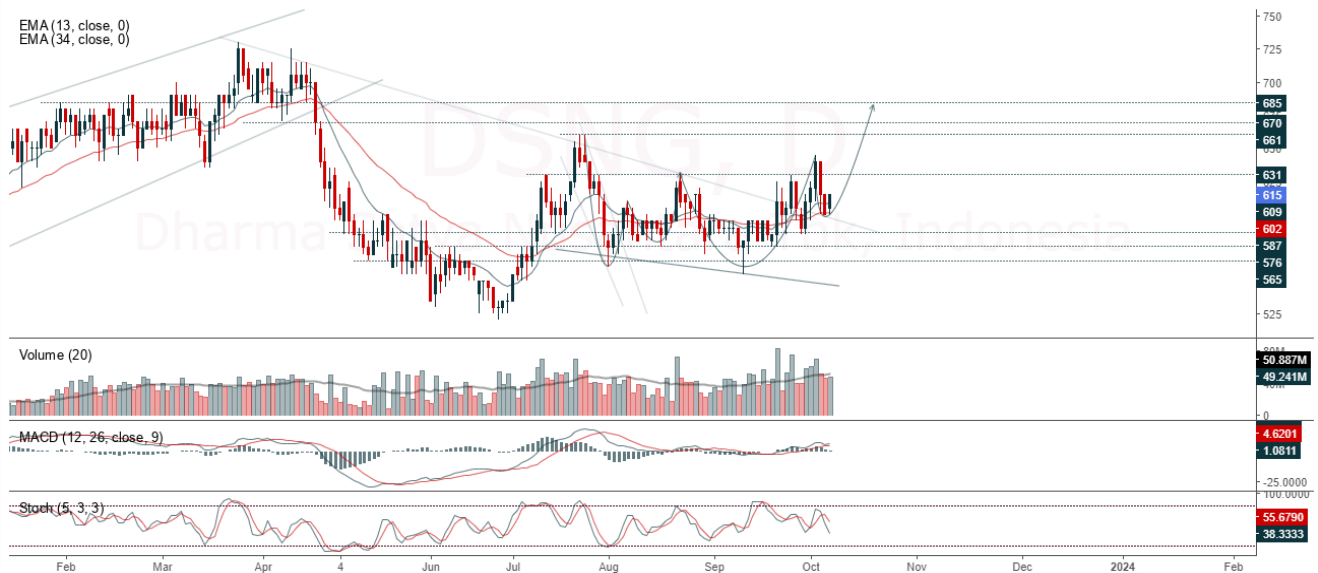 EMA (13, close, 0)
EMA (34, close, 0)
DSNG, D
750
725
700
685
670
661
650
631
615
609
602
587
576
565
525
Volume (20)
80M
50.887M
49.241M
0
MACD (12, 26, close, 9)
4.6201
1.0811
-25.0000
100.0000
Stoch (5, 3, 3)
55.6790
38.3333
Feb Mar Apr 4 Jun Jul Aug Sep Oct Nov Dec 2024 Feb